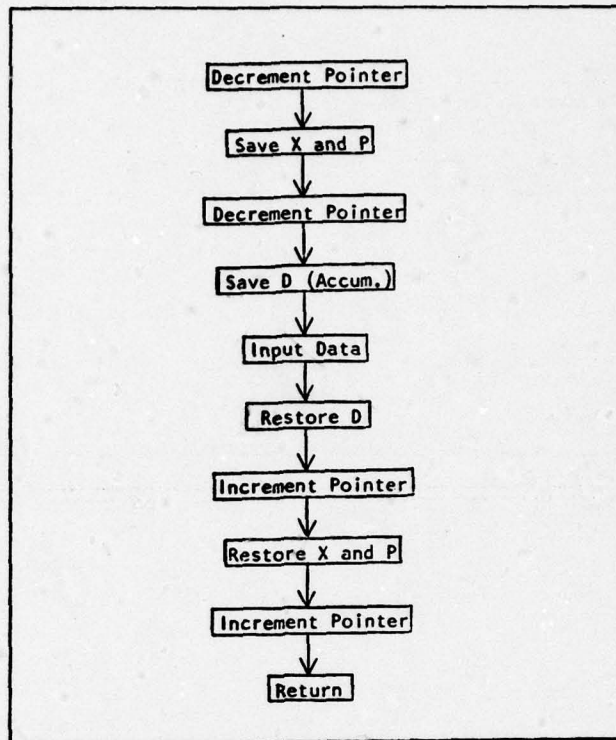 Decrement Pointer
Save X and P
Decrement Pointer
Save D (Accum.)
Input Data
Restore D
Increment Pointer
Restore X and P
Increment Pointer
Return